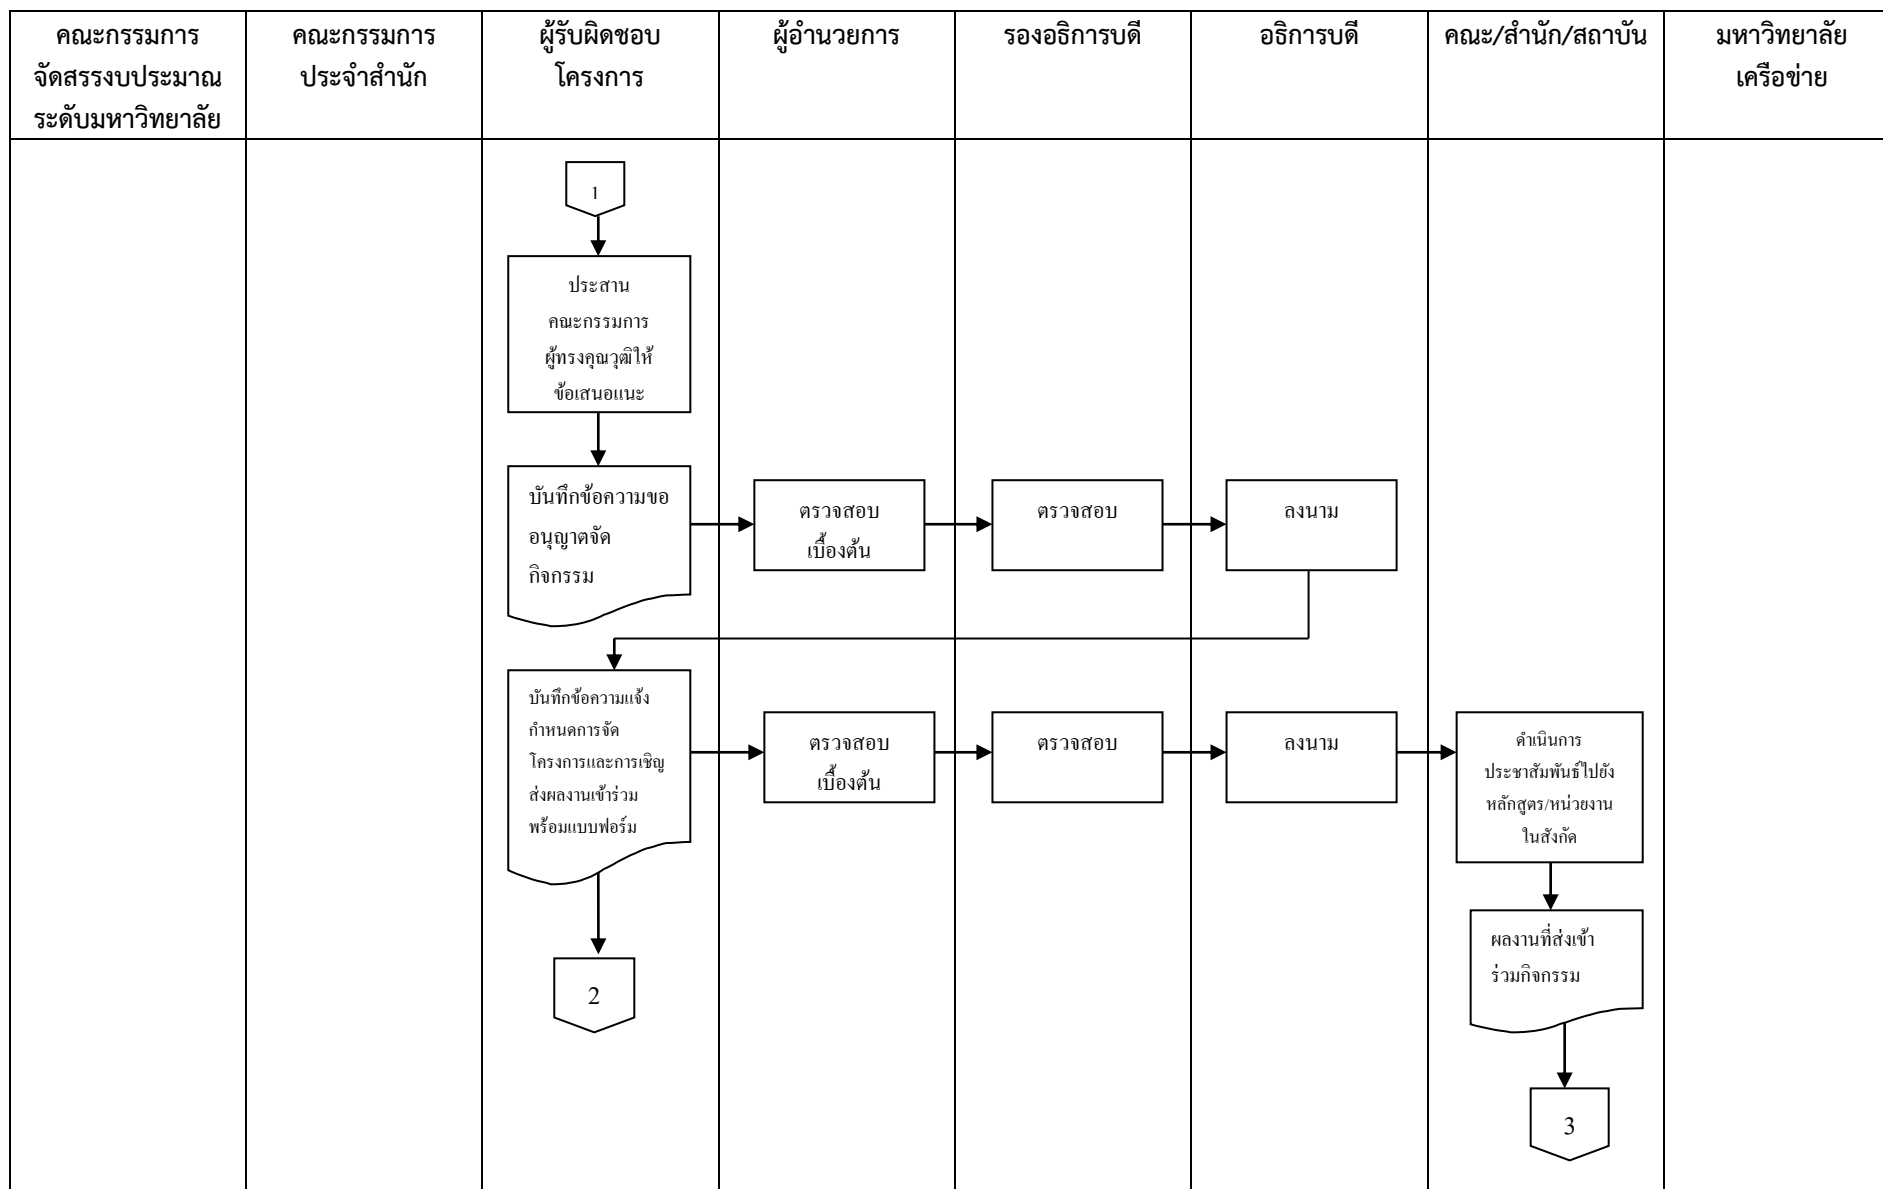 คณะกรรมการ
จัดสรรงบประมาณ
ระดับมหาวิทยาลัย
คณะกรรมการ
ประจำสำนัก
ผู้รับผิดชอบ
โครงการ
ผู้อำนวยการ
รองอธิการบดี
อธิการบดี
คณะ/สำนัก/สถาบัน
มหาวิทยาลัย
เครือข่าย
1
ประสาน
คณะกรรมการ
ผู้ทรงคุณวุฒิให้
ข้อเสนอแนะ
บันทึกข้อความขอ
อนุญาตจัด
กิจกรรม
ตรวจสอบ
เบื้องต้น
ตรวจสอบ
ลงนาม
บันทึกข้อความแจ้ง
กำหนดการจัด
โครงการและการเชิญ
ส่งผลงานเข้าร่วม
พร้อมแบบฟอร์ม
ตรวจสอบ
เบื้องต้น
ตรวจสอบ
ลงนาม
ดำเนินการ
ประชาสัมพันธ์ไปยัง
หลักสูตร/หน่วยงาน
ในสังกัด
ผลงานที่ส่งเข้า
ร่วมกิจกรรม
2
3